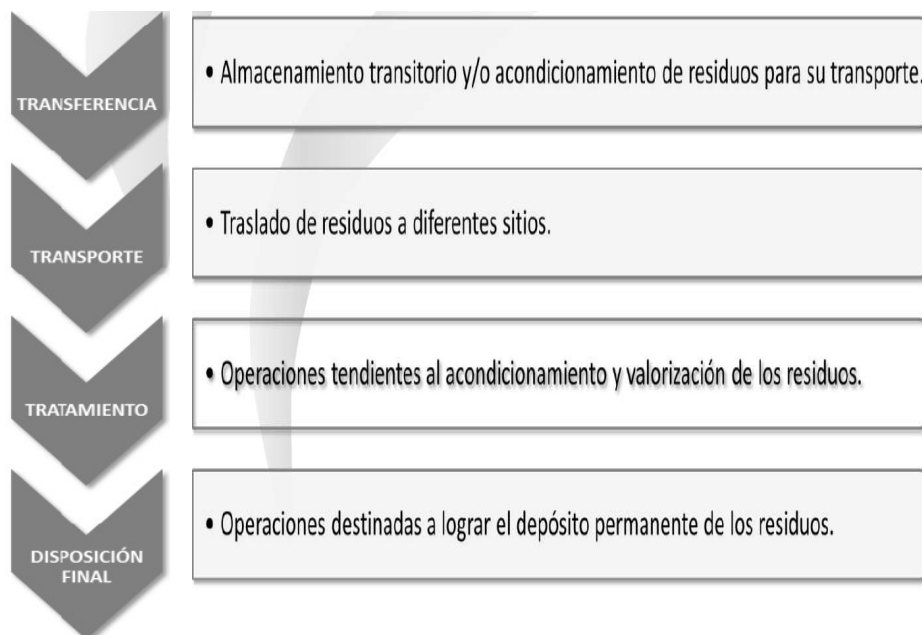 TRANSFERENCIA
• Almacenamiento transitorio y/o acondicionamiento de residuos para su transporte.
TRANSPORTE
• Traslado de residuos a diferentes sitios.
TRATAMIENTO
• Operaciones tendientes al acondicionamiento y valorización de los residuos.
DISPOSICIÓN
FINAL
• Operaciones destinadas a lograr el depósito permanente de los residuos.